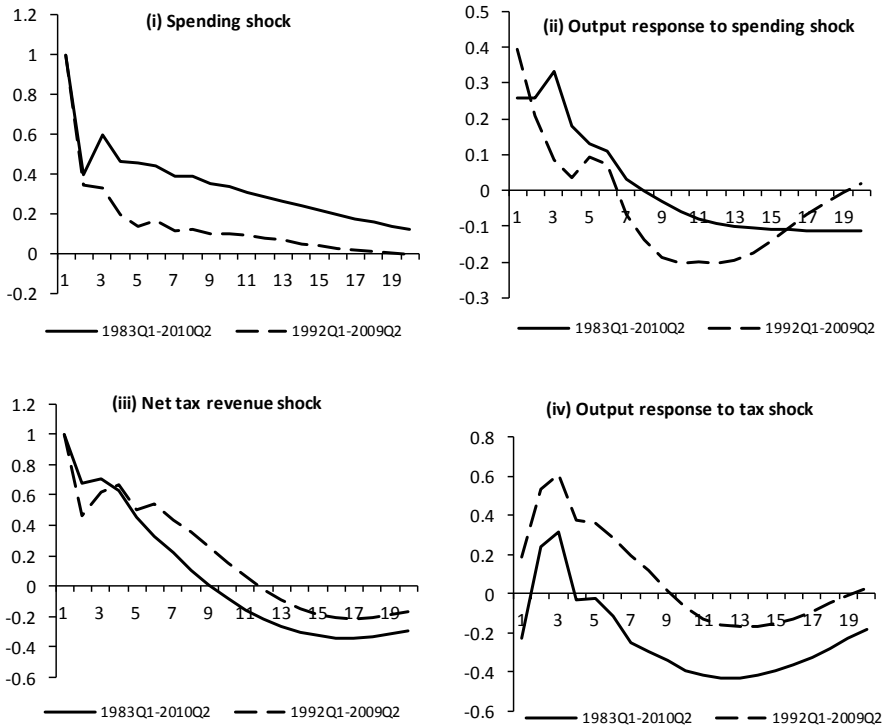 (i) Spending shock
1.2
1
0.8
0.6
0.4
0.2
0
-0.2
1 3 5 7 9 11 13 15 17 19
1983Q1-2010Q2 1992Q1-2009Q2
(ii) Output response to spending shock
0.5
0.4
0.3
0.2
0.1
0
-0.1
-0.2
-0.3
1 3 5 7 9 11 13 15 17 19
1983Q1-2010Q2 1992Q1-2009Q2
(iii) Net tax revenue shock
1.2
1
0.8
0.6
0.4
0.2
0
-0.2
-0.4
-0.6
1 3 5 7 9 11 13 15 17 19
1983Q1-2010Q2 1992Q1-2009Q2
(iv) Output response to tax shock
0.8
0.6
0.4
0.2
0
-0.2
-0.4
-0.6
1 3 5 7 9 11 13 15 17 19
1983Q1-2010Q2 1992Q1-2009Q2